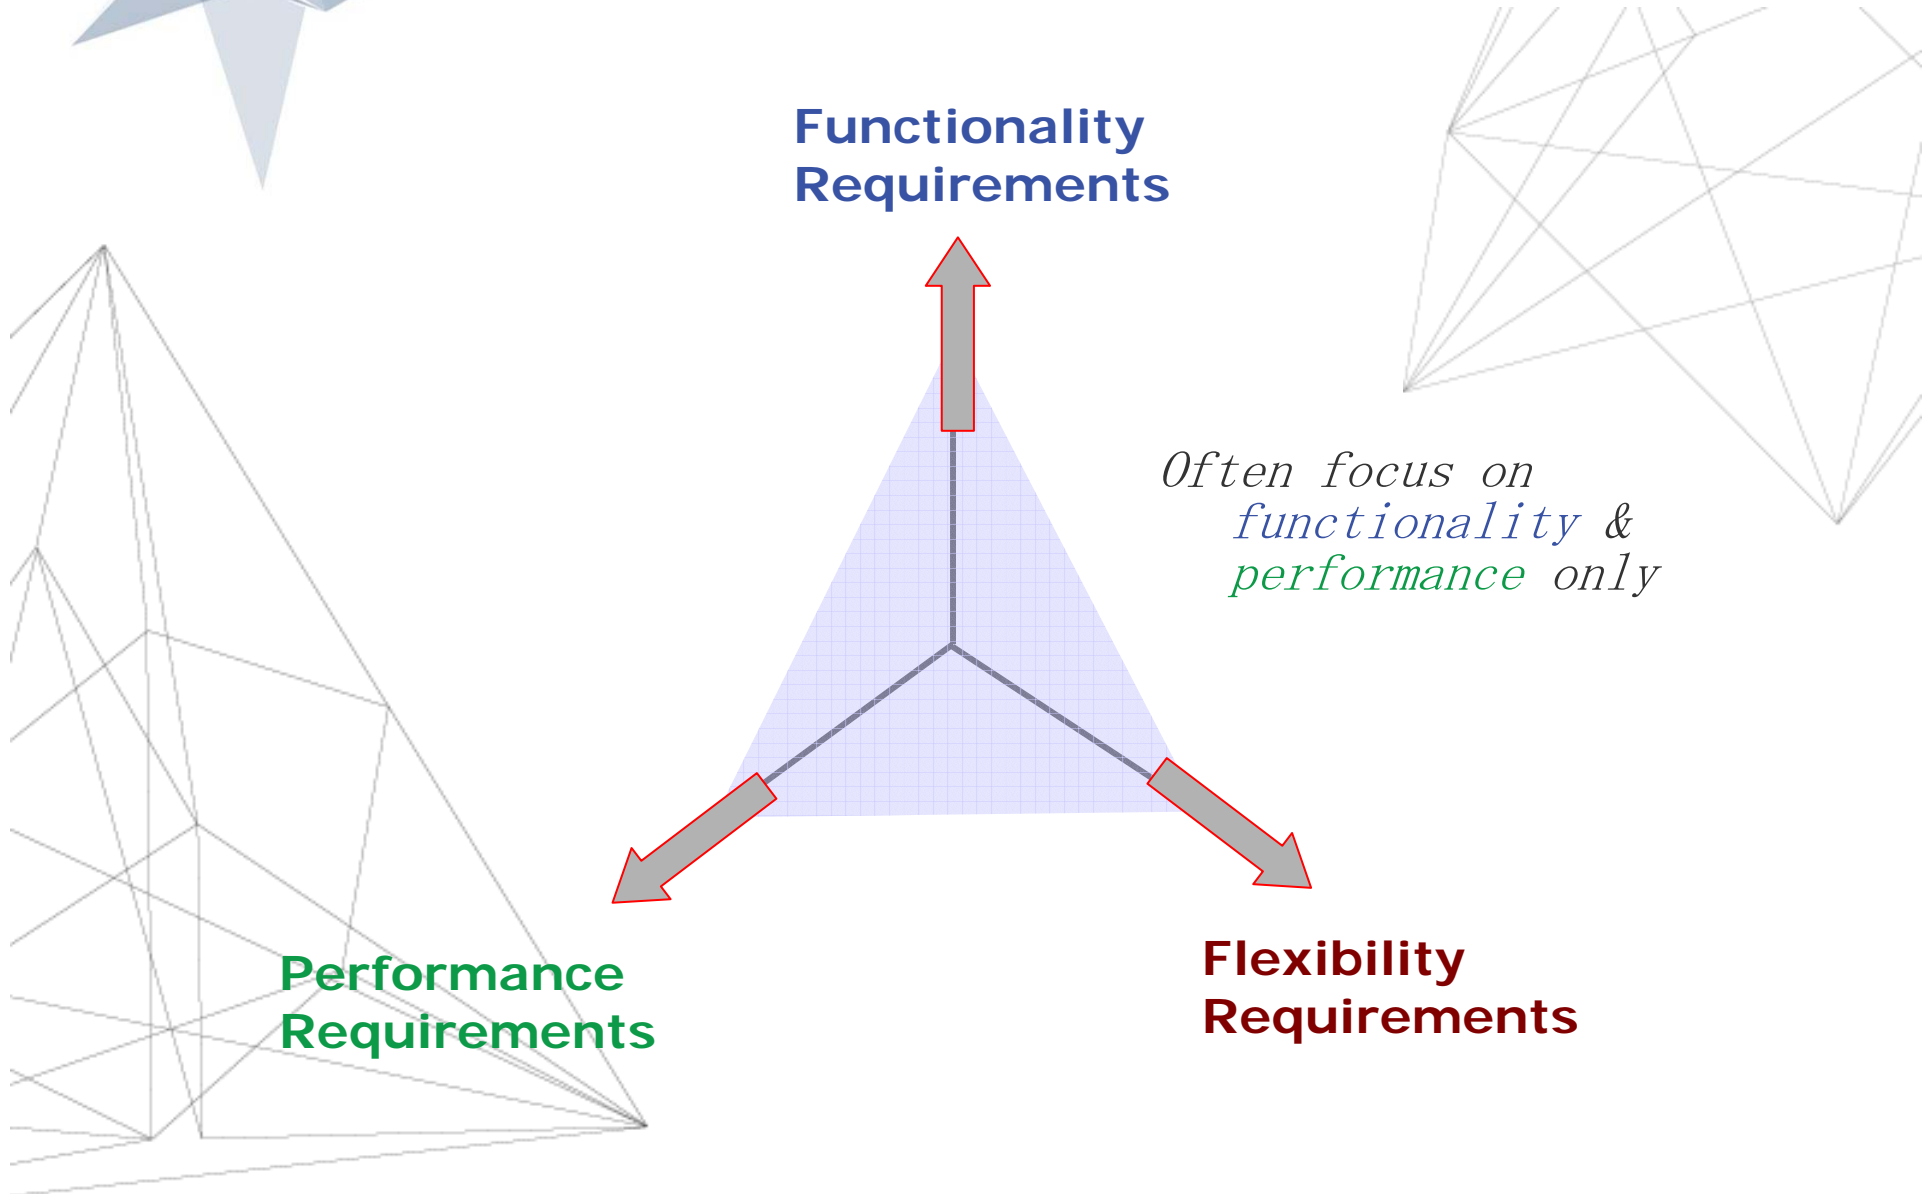 Functionality
Requirements
Often focus on
functionality &
performance only
Performance
Requirements
Flexibility
Requirements